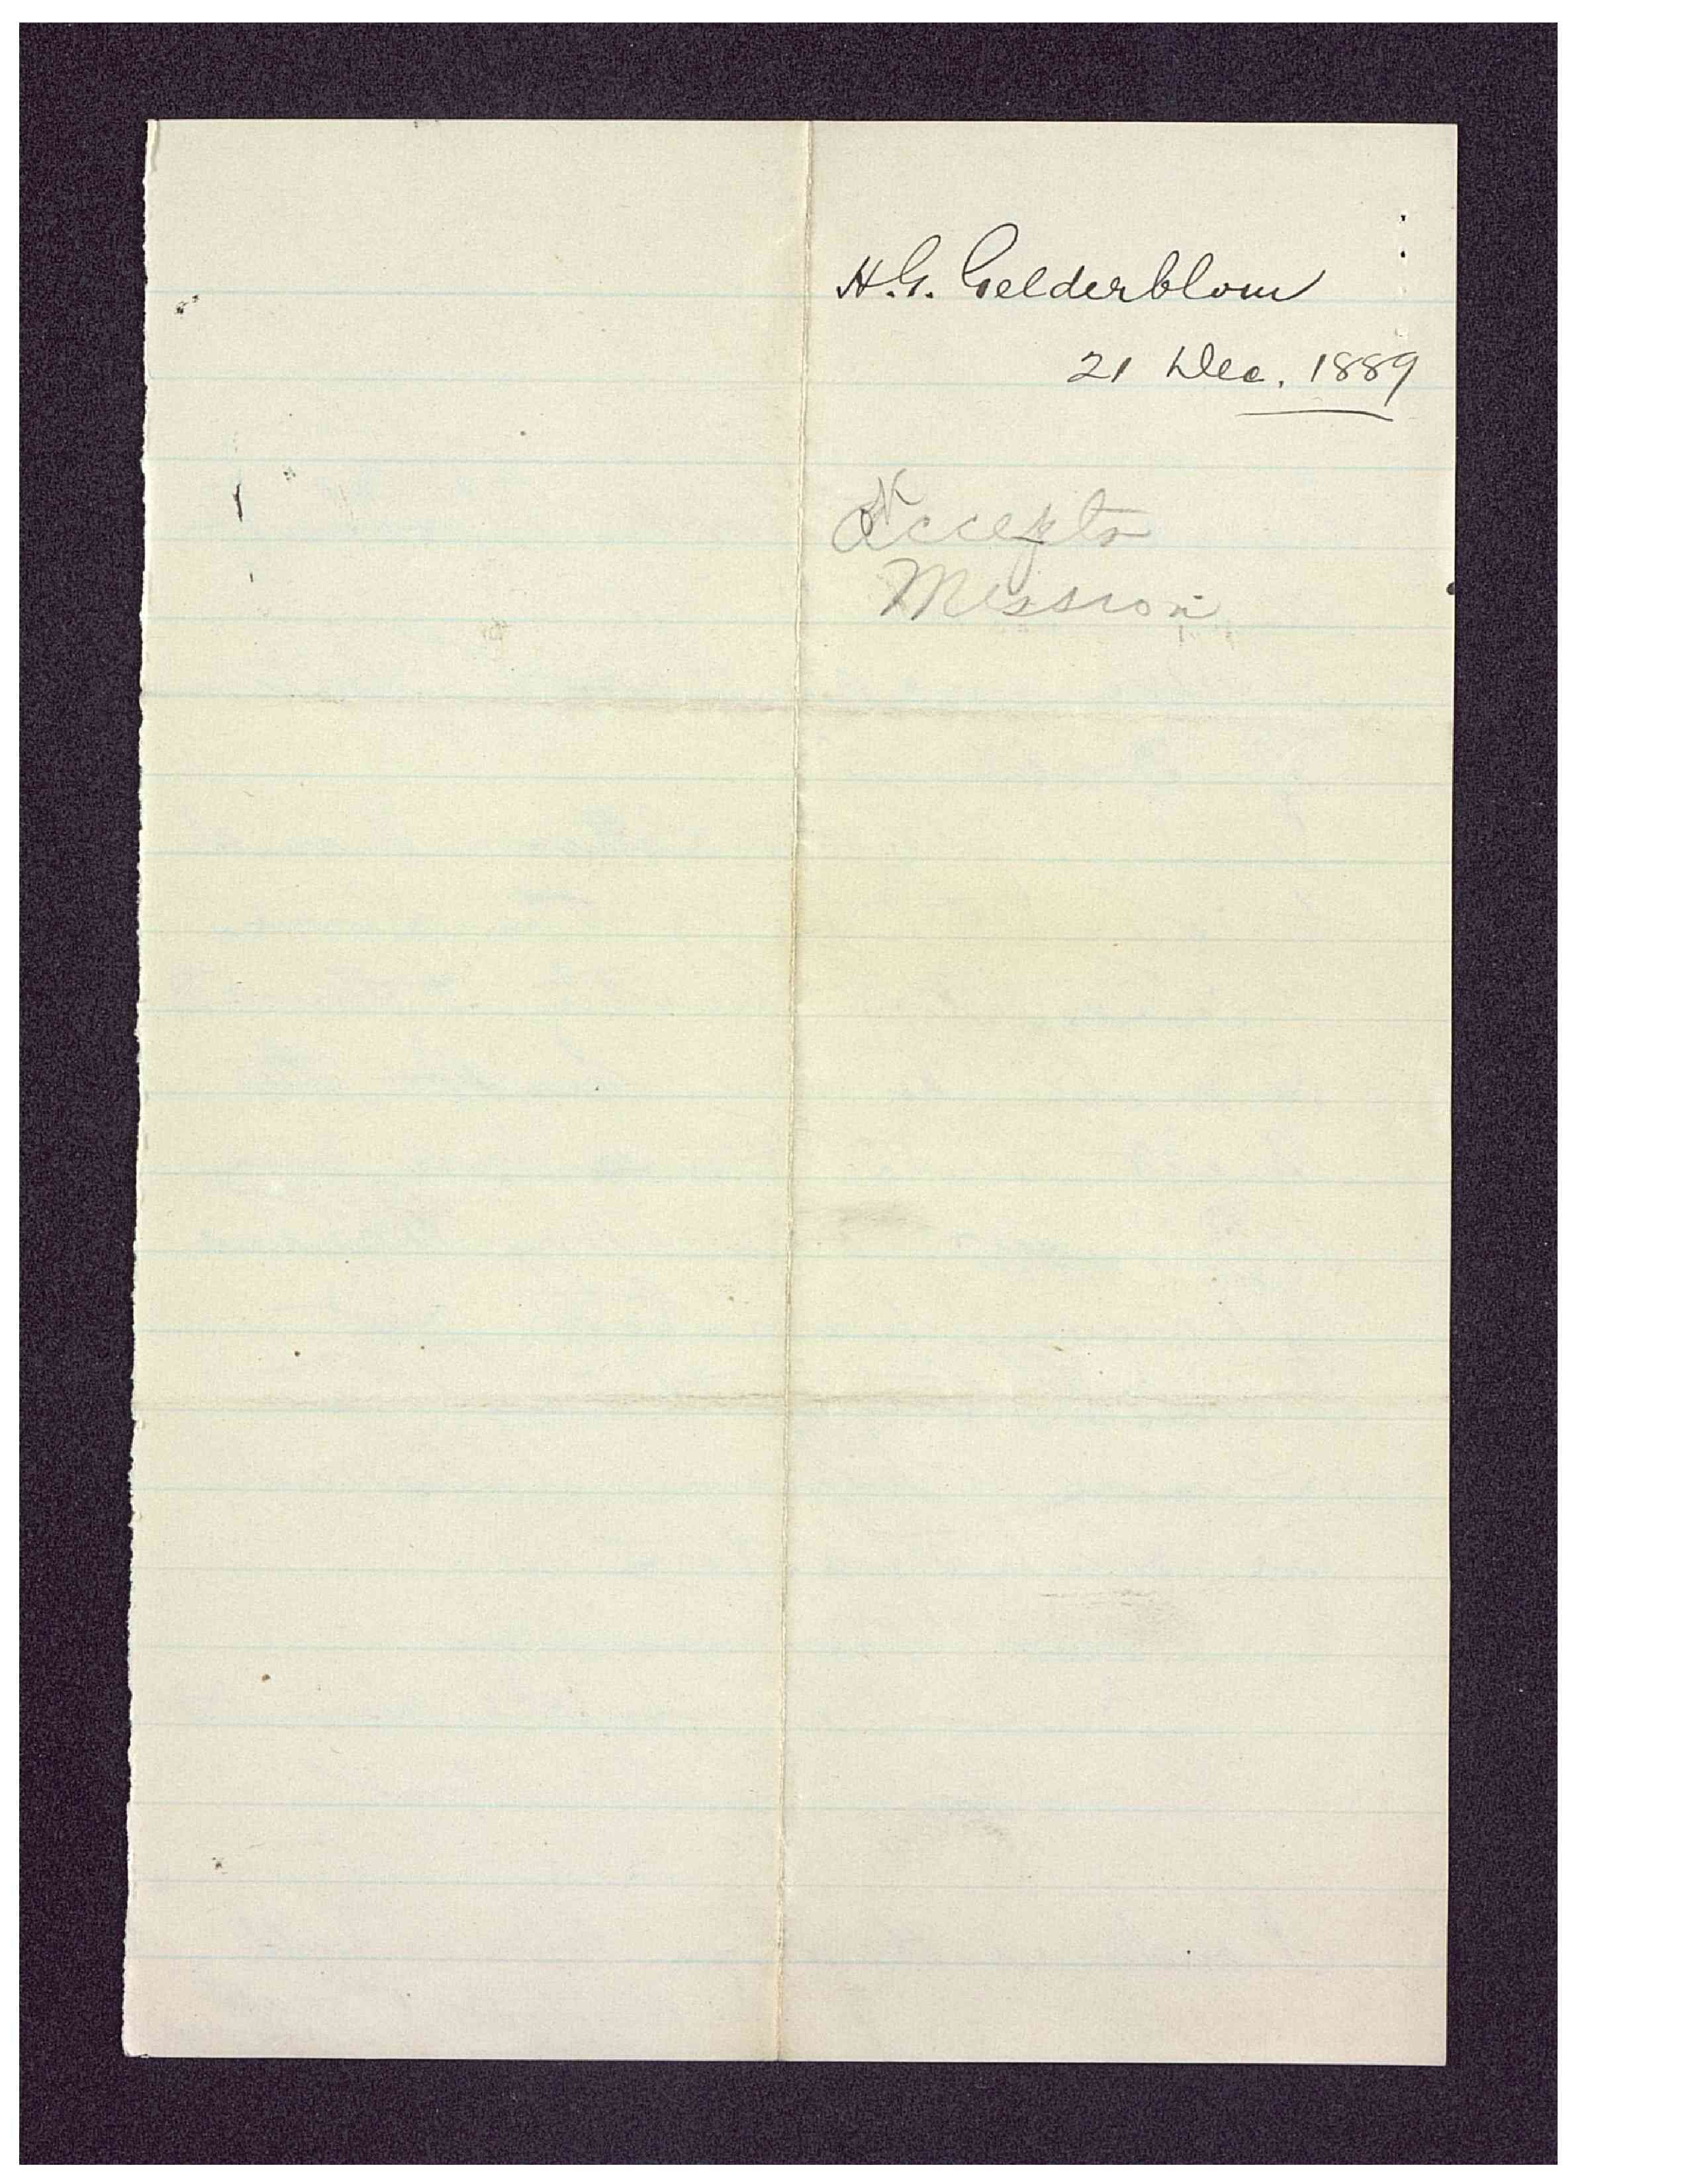 H.G. Gelderblom
21 Dec. 1889
Accepts
Mission